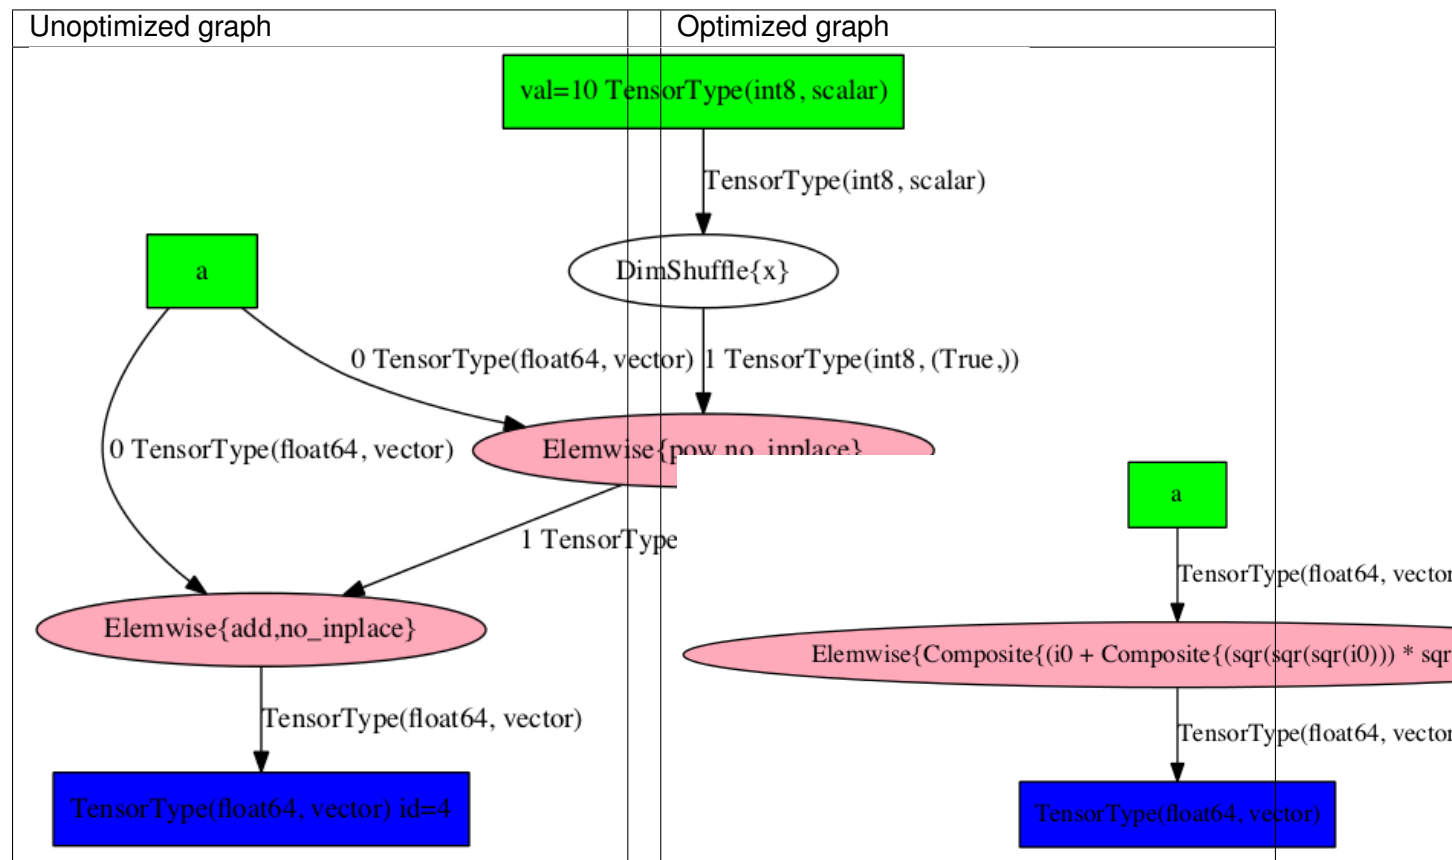 Unoptimized graph
Optimized graph
val=10 TensorType(int8, scalar)
TensorType(int8, scalar)
a
DimShuffle{x}
0 TensorType(float64, vector)
1 TensorType(int8, (True,))
0 TensorType(float64, vector)
Elemwise{pow,no_inplace}
1 TensorType
Elemwise{add,no_inplace}
TensorType(float64, vector)
TensorType(float64, vector) id=4
a
TensorType(float64, vector
Elemwise{Composite{(i0 + Composite{(sqr(sqr(sqr(i0))) * sqr
TensorType(float64, vector
TensorType(float64, vector)